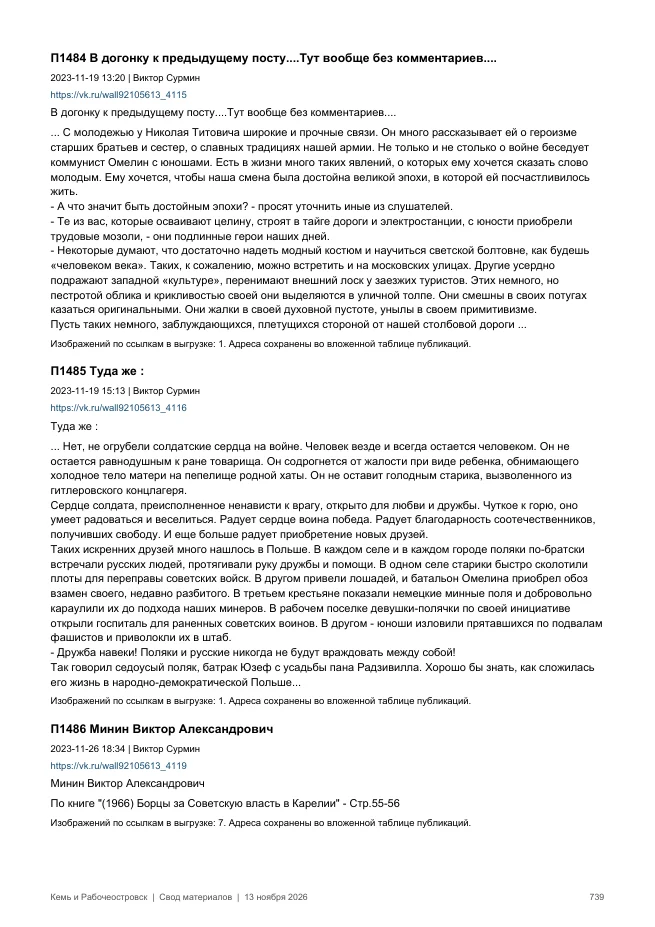 П1484 В догонку к предыдущему посту....Тут вообще без комментариев....
2023-11-19 13:20 | Виктор Сурмин
https://vk.ru/wall92105613_4115
В догонку к предыдущему посту....Тут вообще без комментариев....
... С молодежью у Николая Титовича широкие и прочные связи. Он много рассказывает ей о героизме
старших братьев и сестер, о славных традициях нашей армии. Не только и не столько о войне беседует
коммунист Омелин с юношами. Есть в жизни много таких явлений, о которых ему хочется сказать слово
молодым. Ему хочется, чтобы наша смена была достойна великой эпохи, в которой ей посчастливилось
жить.
- А что значит быть достойным эпохи? - просят уточнить иные из слушателей.
- Те из вас, которые осваивают целину, строят в тайге дороги и электростанции, с юности приобрели
трудовые мозоли, - они подлинные герои наших дней.
- Некоторые думают, что достаточно надеть модный костюм и научиться светской болтовне, как будешь
«человеком века». Таких, к сожалению, можно встретить и на московских улицах. Другие усердно
подражают западной «культуре», перенимают внешний лоск у заезжих туристов. Этих немного, но
пестротой облика и крикливостью своей они выделяются в уличной толпе. Они смешны в своих потугах
казаться оригинальными. Они жалки в своей духовной пустоте, унылы в своем примитивизме.
Пусть таких немного, заблуждающихся, плетущихся стороной от нашей столбовой дороги ...
Изображений по ссылкам в выгрузке: 1. Адреса сохранены во вложенной таблице публикаций.
П1485 Туда же :
2023-11-19 15:13 | Виктор Сурмин
https://vk.ru/wall92105613_4116
Туда же :
... Нет, не огрубели солдатские сердца на войне. Человек везде и всегда остается человеком. Он не
остается равнодушным к ране товарища. Он содрогнется от жалости при виде ребенка, обнимающего
холодное тело матери на пепелище родной хаты. Он не оставит голодным старика, вызволенного из
гитлеровского концлагеря.
Сердце солдата, преисполненное ненависти к врагу, открыто для любви и дружбы. Чуткое к горю, оно
умеет радоваться и веселиться. Радует сердце воина победа. Радует благодарность соотечественников,
получивших свободу. И еще больше радует приобретение новых друзей.
Таких искренних друзей много нашлось в Польше. В каждом селе и в каждом городе поляки по-братски
встречали русских людей, протягивали руку дружбы и помощи. В одном селе старики быстро сколотили
плоты для переправы советских войск. В другом привели лошадей, и батальон Омелина приобрел обоз
взамен своего, недавно разбитого. В третьем крестьяне показали немецкие минные поля и добровольно
караулили их до подхода наших минеров. В рабочем поселке девушки-полячки по своей инициативе
открыли госпиталь для раненных советских воинов. В другом - юноши изловили прятавшихся по подвалам
фашистов и приволокли их в штаб.
- Дружба навеки! Поляки и русские никогда не будут враждовать между собой!
Так говорил седоусый поляк, батрак Юзеф с усадьбы пана Радзивилла. Хорошо бы знать, как сложилась
его жизнь в народно-демократической Польше...
Изображений по ссылкам в выгрузке: 1. Адреса сохранены во вложенной таблице публикаций.
П1486 Минин Виктор Александрович
2023-11-26 18:34 | Виктор Сурмин
https://vk.ru/wall92105613_4119
Минин Виктор Александрович
По книге "(1966) Борцы за Советскую власть в Карелии" - Стр.55-56
Изображений по ссылкам в выгрузке: 7. Адреса сохранены во вложенной таблице публикаций.
Кемь и Рабочеостровск | Свод материалов | 13 ноября 2026 739